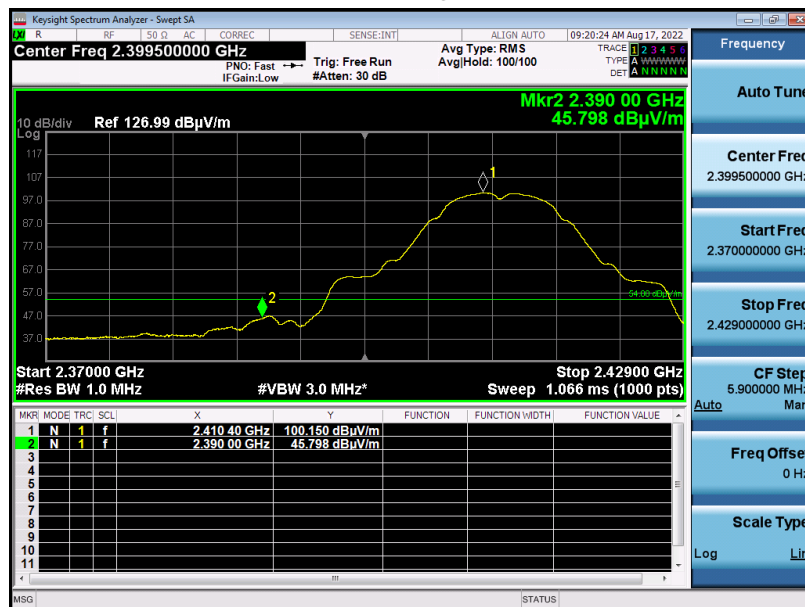 Keysight Spectrum Analyzer - Swept SA
LXI R RF 50 Ω AC CORREC SENSE:INT ALIGN AUTO 09:20:24 AM Aug 17, 2022
Center Freq 2.399500000 GHz
PNO: Fast
IFGain:Low
Trig: Free Run
#Atten: 30 dB
Avg Type: RMS
Avg|Hold: 100/100
TRACE 1 2 3 4 5 6
TYPE A WWWWW
DET A N N N N N
Mkr2 2.390 00 GHz
45.798 dBµV/m
10 dB/div Ref 126.99 dBµV/m
Log
117
107
97.0
87.0
77.0
67.0
57.0
47.0
37.0
1
2
54.00 dBµV/m
Start 2.37000 GHz Stop 2.42900 GHz
#Res BW 1.0 MHz #VBW 3.0 MHz* Sweep 1.066 ms (1000 pts)
MKR MODE TRC SCL X Y FUNCTION FUNCTION WIDTH FUNCTION VALUE
1 N 1 f 2.410 40 GHz 100.150 dBµV/m
2 N 1 f 2.390 00 GHz 45.798 dBµV/m
3
4
5
6
7
8
9
10
11
MSG STATUS
Frequency
Auto Tune
Center Freq
2.399500000 GHz
Start Freq
2.370000000 GHz
Stop Freq
2.429000000 GHz
CF Step
5.900000 MHz
Auto Man
Freq Offset
0 Hz
Scale Type
Log Lin